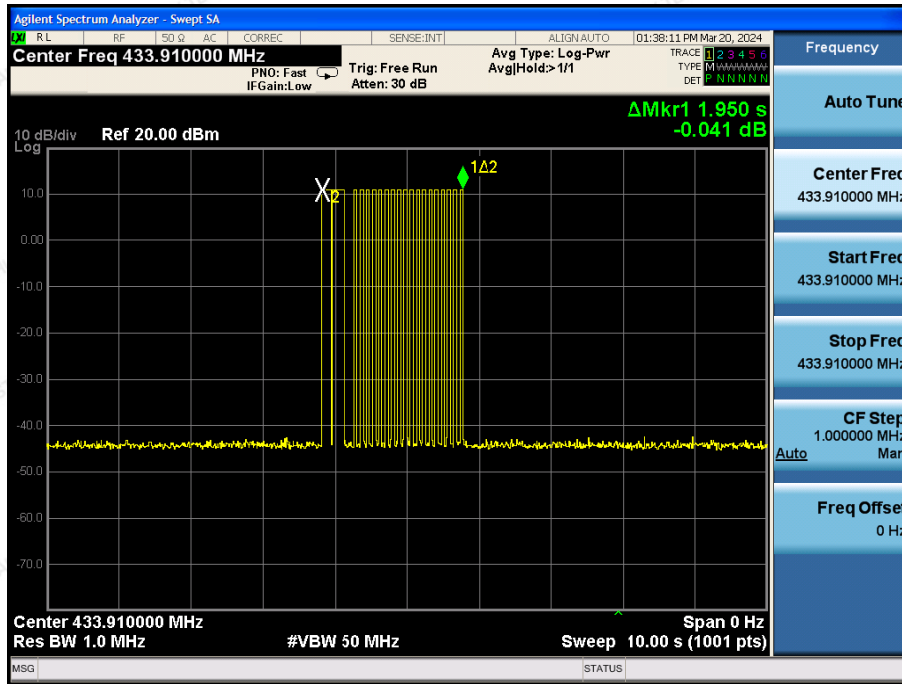 Agilent Spectrum Analyzer - Swept SA
LXI RL RF 50 Ω AC CORREC SENSE:INT ALIGN AUTO 01:38:11 PM Mar 20, 2024
Center Freq 433.910000 MHz
PNO: Fast
IFGain:Low
Trig: Free Run
Atten: 30 dB
Avg Type: Log-Pwr
Avg|Hold:>1/1
TRACE 1 2 3 4 5 6
TYPE M WWWWW
DET P N N N N N
ΔMkr1 1.950 s
-0.041 dB
10 dB/div Ref 20.00 dBm
Log
1Δ2
X2
10.0
0.00
-10.0
-20.0
-30.0
-40.0
-50.0
-60.0
-70.0
Center 433.910000 MHz Span 0 Hz
Res BW 1.0 MHz #VBW 50 MHz Sweep 10.00 s (1001 pts)
MSG STATUS
Frequency
Auto Tune
Center Freq
433.910000 MHz
Start Freq
433.910000 MHz
Stop Freq
433.910000 MHz
CF Step
1.000000 MHz
Auto Man
Freq Offset
0 Hz